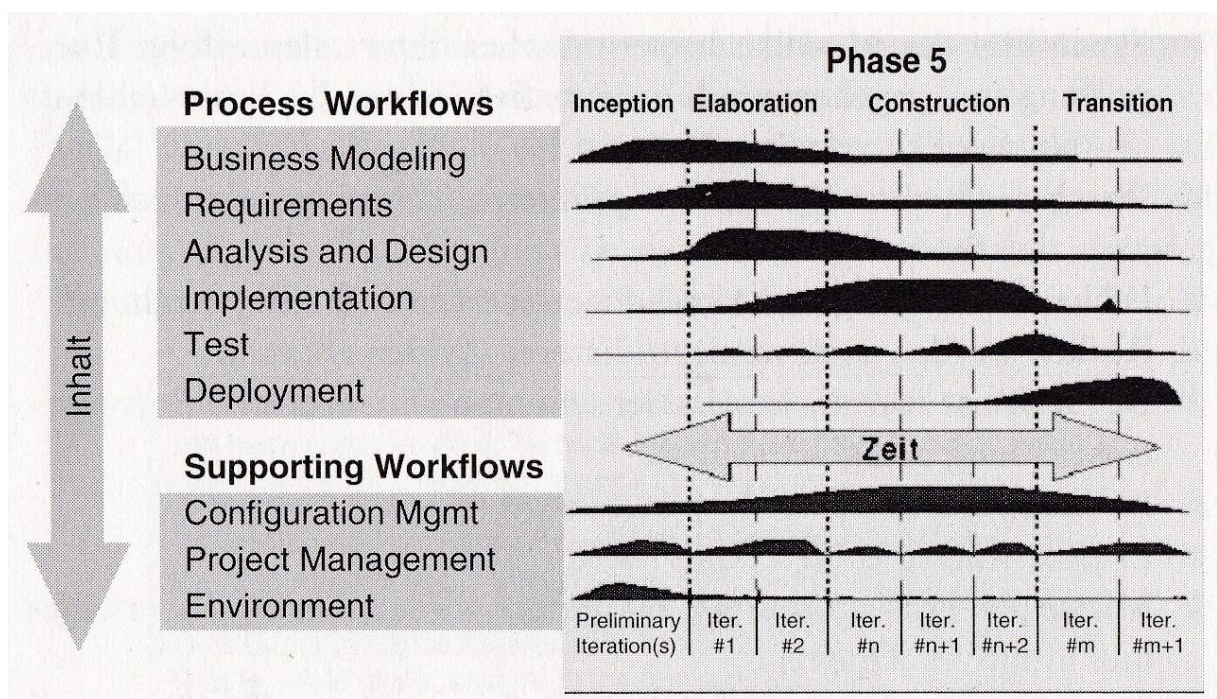 Phase 5
Inception Elaboration Construction Transition
Process Workflows
Business Modeling
Requirements
Analysis and Design
Implementation
Test
Deployment
Inhalt
Zeit
Supporting Workflows
Configuration Mgmt
Project Management
Environment
Preliminary Iter. Iter. Iter. Iter. Iter. Iter. Iter.
Iteration(s) #1 #2 #n #n+1 #n+2 #m #m+1